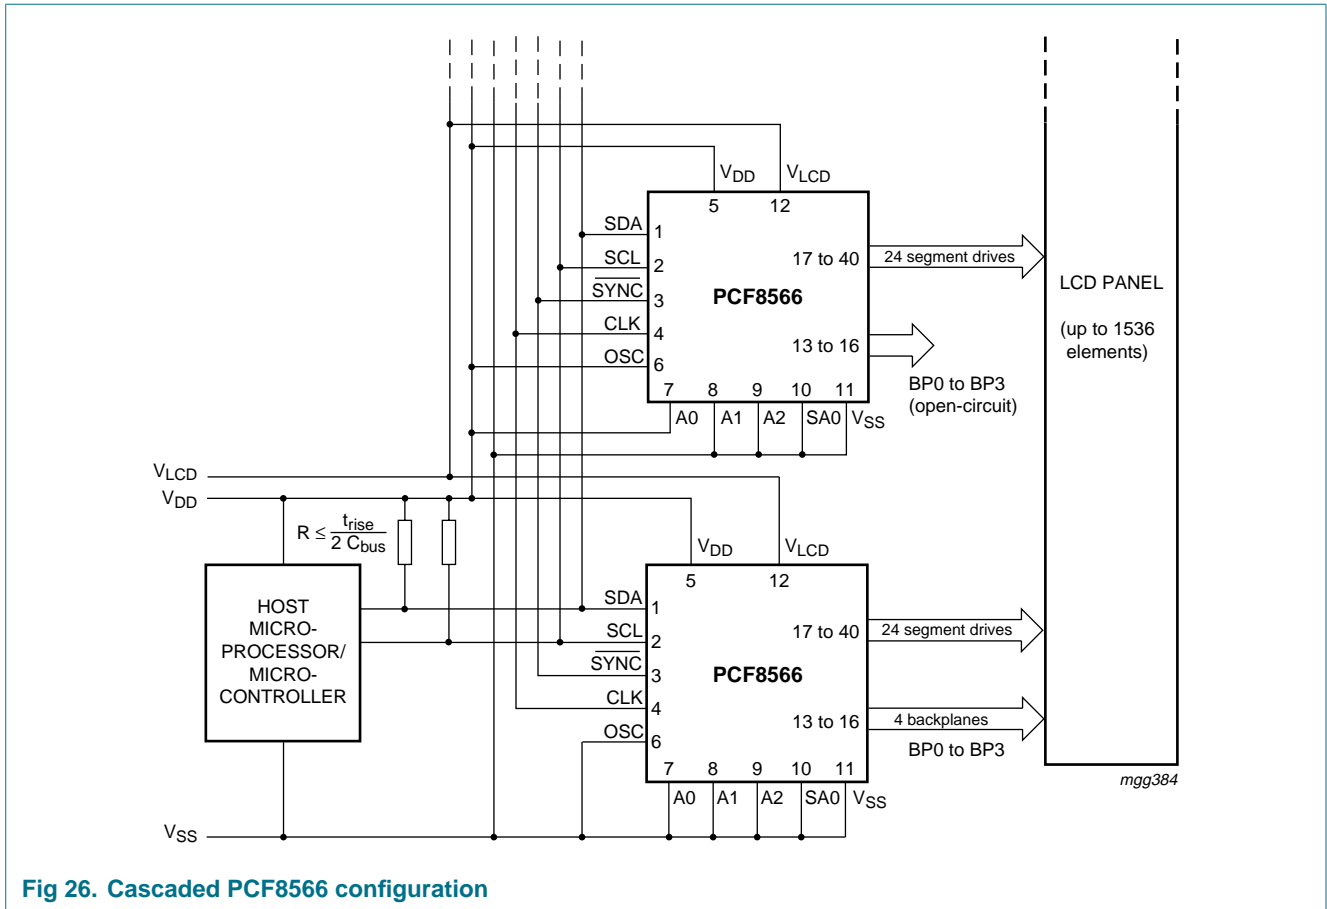 VDD
VLCD
5
12
SDA
1
SCL
2
SYNC
3
CLK
4
OSC
6
17 to 40
PCF8566
13 to 16
7
8
9
10
11
A0
A1
A2
SA0
VSS
24 segment drives
BP0 to BP3
(open-circuit)
LCD PANEL
(up to 1536
elements)
VLCD
VDD
R ≤ trise
2 Cbus
HOST
MICRO-
PROCESSOR/
MICRO-
CONTROLLER
VDD
VLCD
5
12
SDA
1
SCL
2
SYNC
3
CLK
4
OSC
6
17 to 40
PCF8566
13 to 16
7
8
9
10
11
A0
A1
A2
SA0
VSS
24 segment drives
4 backplanes
BP0 to BP3
mgg384
VSS
Fig 26. Cascaded PCF8566 configuration